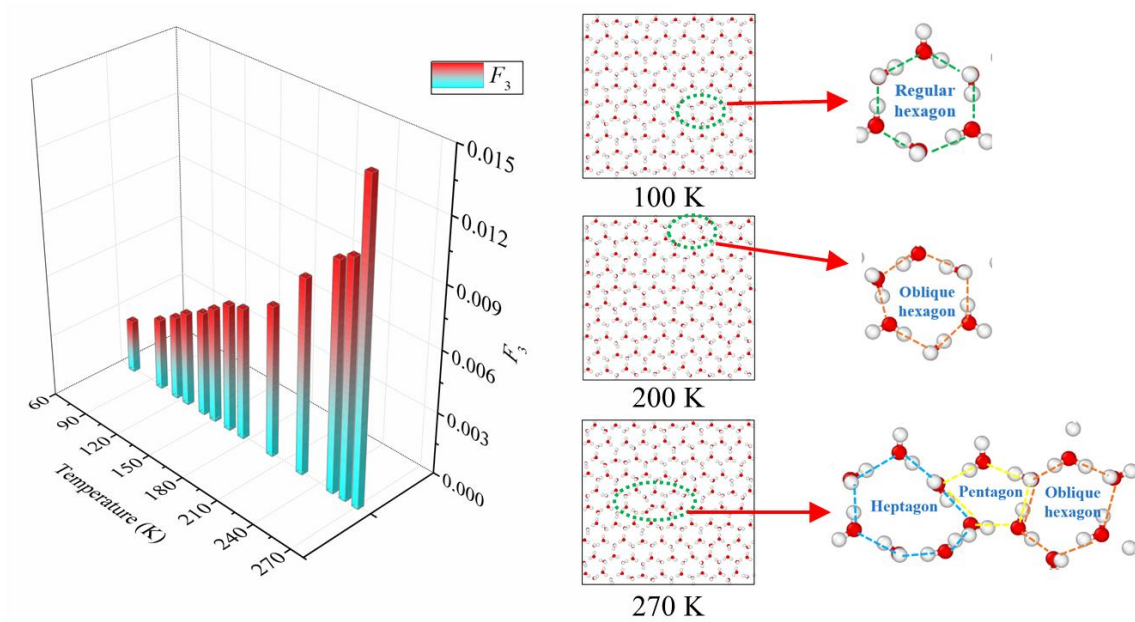 F₃
0.015
0.012
0.009
0.006
0.003
0.000
F₃
60
90
120
150
180
210
240
270
Temperature (K)
100 K
Regular
hexagon
200 K
Oblique
hexagon
270 K
Heptagon
Pentagon
Oblique
hexagon